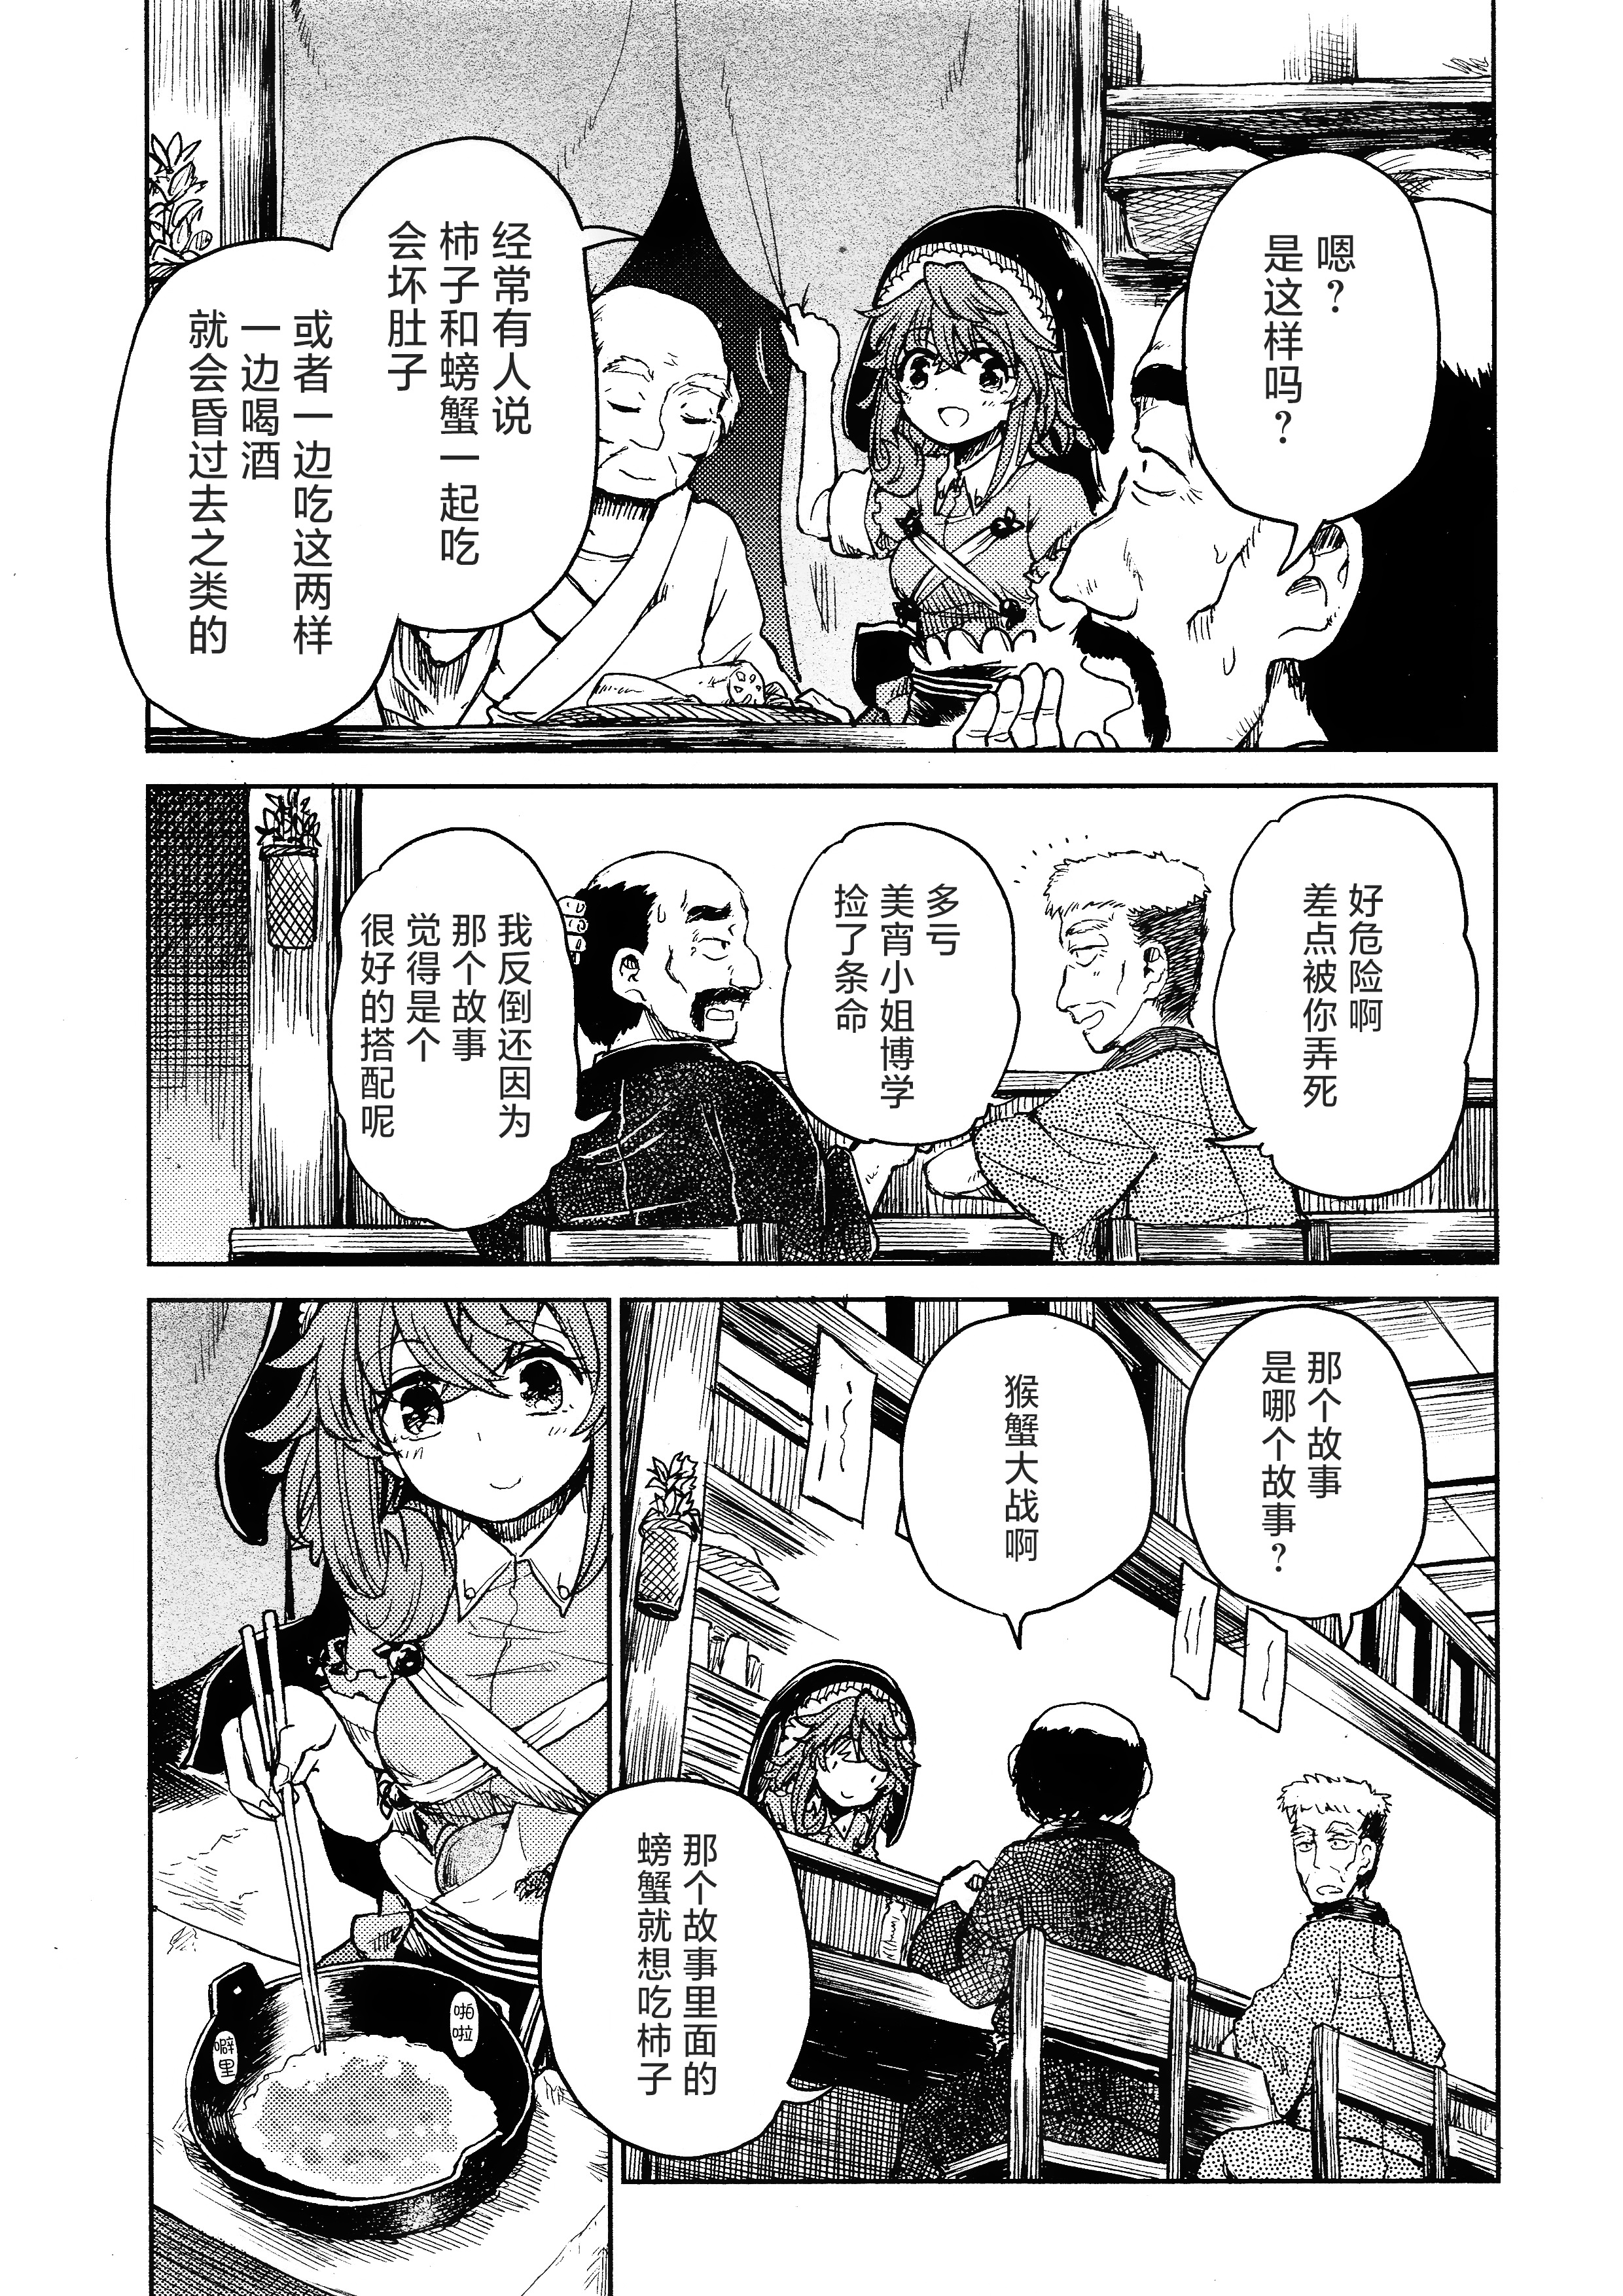 嗯？
是这样吗？
经常有人说
柿子和螃蟹一起吃
会坏肚子
或者一边吃这两样
一边喝酒
就会昏过去之类的
好危险啊
差点被你弄死
多亏
美宵小姐博学
捡了条命
我反倒还因为
那个故事
觉得是个
很好的搭配呢
那个故事
是哪个故事？
猴蟹大战啊
那个故事里面的
螃蟹就想吃柿子
啪啦
噼里